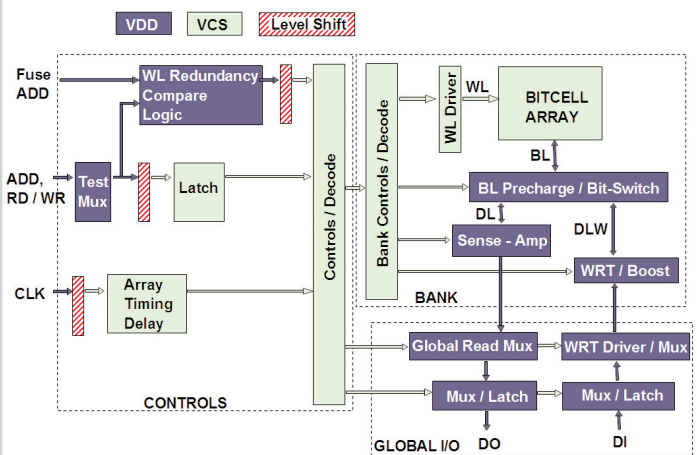 VDD
VCS
Level Shift
Fuse
ADD
WL Redundancy
Compare
Logic
ADD,
RD / WR
Test
Mux
Latch
CLK
Array
Timing
Delay
CONTROLS
Controls / Decode
Bank Controls / Decode
WL Driver
WL
BITCELL
ARRAY
BL
BL Precharge / Bit-Switch
DL
DLW
Sense - Amp
WRT / Boost
BANK
Global Read Mux
WRT Driver / Mux
Mux / Latch
Mux / Latch
GLOBAL I/O
DO
DI